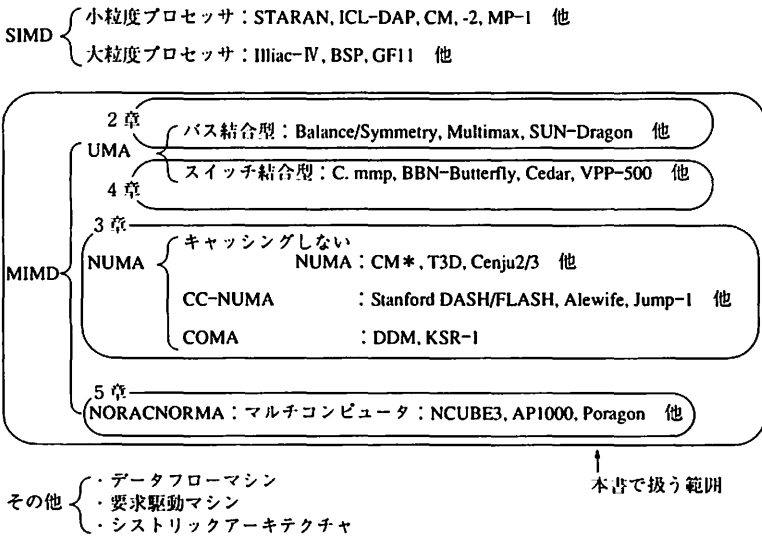 SIMD
小粒度プロセッサ：STARAN, ICL-DAP, CM, -2, MP-1　他
大粒度プロセッサ：Illiac-Ⅳ, BSP, GF11　他
MIMD
2章
UMA
バス結合型：Balance/Symmetry, Multimax, SUN-Dragon　他
スイッチ結合型：C. mmp, BBN-Butterfly, Cedar, VPP-500　他
4章
3章
NUMA
キャッシングしない
NUMA：CM＊, T3D, Cenju2/3　他
CC-NUMA　：Stanford DASH/FLASH, Alewife, Jump-1　他
COMA　：DDM, KSR-1
5章
NORACNORMA：マルチコンピュータ：NCUBE3, AP1000, Poragon　他
本書で扱う範囲
その他
・データフローマシン
・要求駆動マシン
・シストリックアーキテクチャ